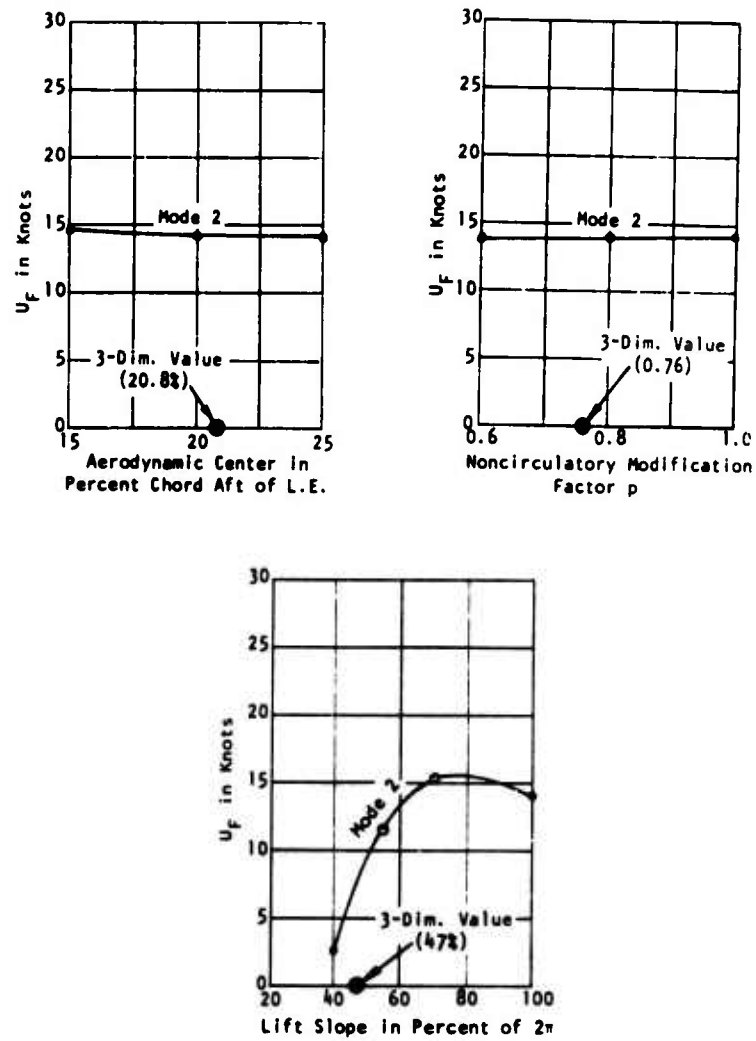 30
25
20
15
10
5
0
U_F in Knots
Mode 2
3-Dim. Value
(20.8%)
15 20 25
Aerodynamic Center in
Percent Chord Aft of L.E.
30
25
20
15
10
5
0
U_F in Knots
Mode 2
3-Dim. Value
(0.76)
0.6 0.8 1.0
Noncirculatory Modification
Factor p
30
25
20
15
10
5
0
U_F in Knots
Mode 2
3-Dim. Value
(47%)
20 40 60 80 100
Lift Slope in Percent of 2π